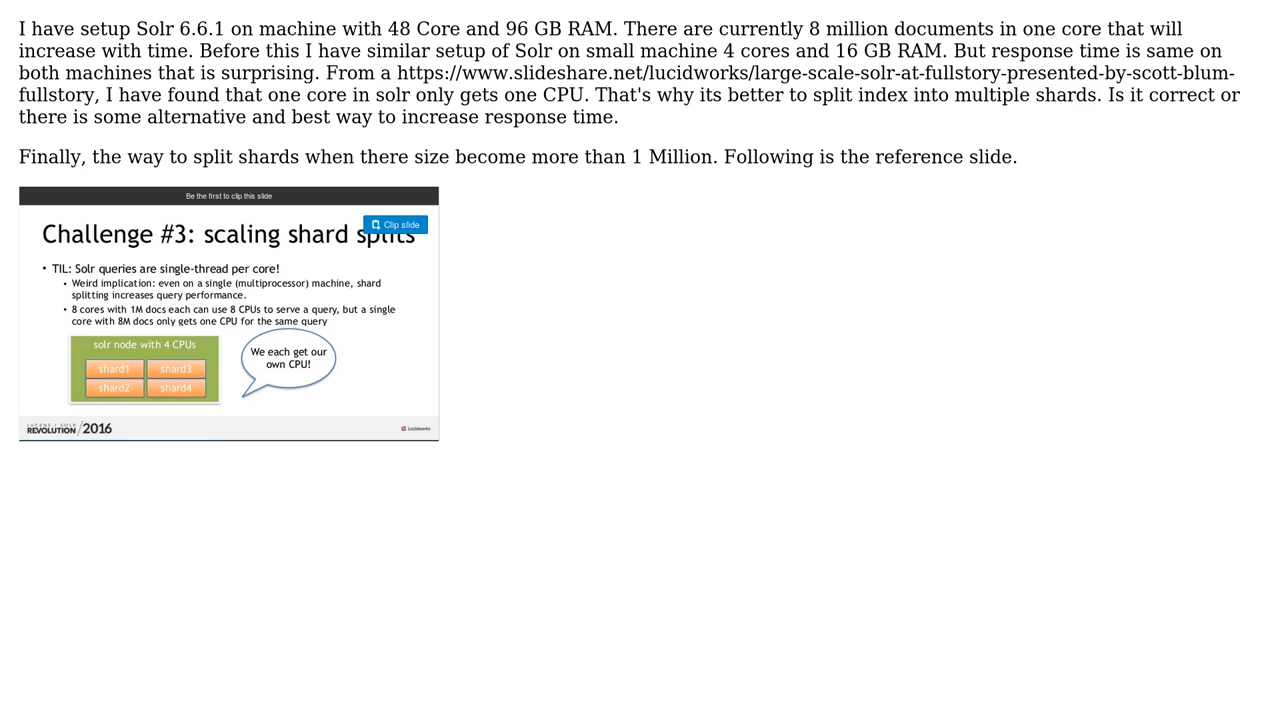 I have setup Solr 6.6.1 on machine with 48 Core and 96 GB RAM. There are currently 8 million documents in one core that will
increase with time. Before this I have similar setup of Solr on small machine 4 cores and 16 GB RAM. But response time is same on
both machines that is surprising. From a https://www.slideshare.net/lucidworks/large-scale-solr-at-fullstory-presented-by-scott-blum-
fullstory, I have found that one core in solr only gets one CPU. That's why its better to split index into multiple shards. Is it correct or
there is some alternative and best way to increase response time.
Finally, the way to split shards when there size become more than 1 Million. Following is the reference slide.
Be the first to clip this slide
Clip slide
Challenge #3: scaling shard splits
• TIL: Solr queries are single-thread per core!
• Weird implication: even on a single (multiprocessor) machine, shard
splitting increases query performance.
• 8 cores with 1M docs each can use 8 CPUs to serve a query, but a single
core with 8M docs only gets one CPU for the same query
solr node with 4 CPUs
shard1 shard3
shard2 shard4
We each get our
own CPU!
LUCENE / SOLR
REVOLUTION /2016
Lucidworks